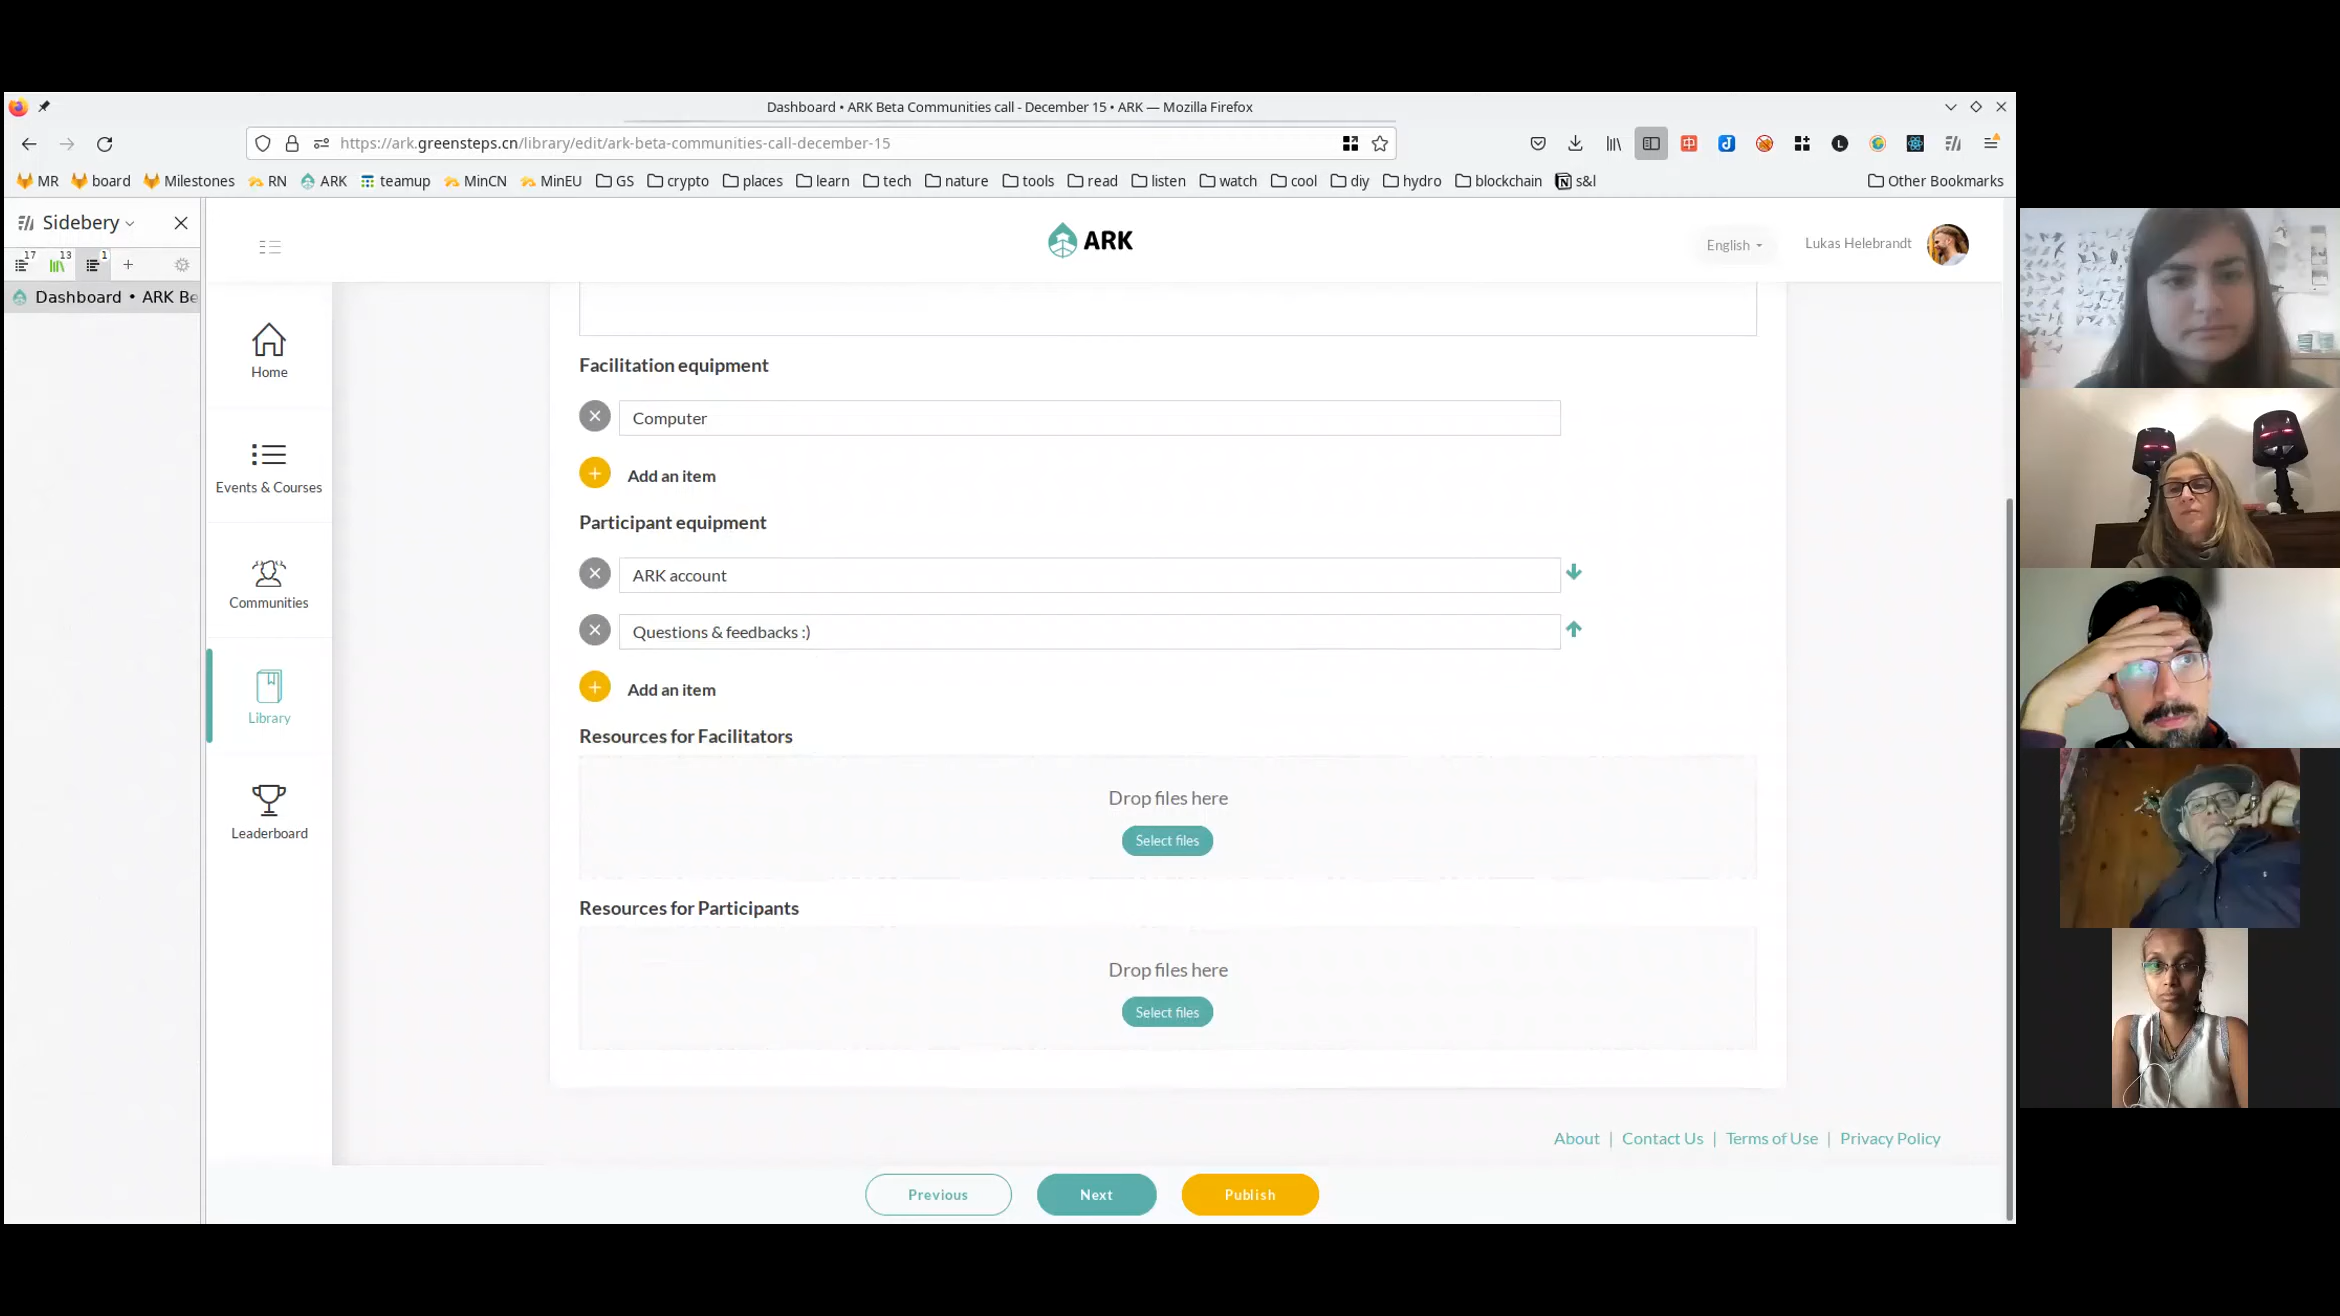 Dashboard • ARK Beta Communities call - December 15 • ARK — Mozilla Firefox
https://ark.greensteps.cn/library/edit/ark-beta-communities-call-december-15
MR board Milestones RN ARK teamup MinCN MinEU GS crypto places learn tech nature tools read listen watch cool diy hydro blockchain s&l Other Bookmarks
Sidebery
17 13 1
Dashboard • ARK Be
ARK
English
Lukas Helebrandt
Home
Events & Courses
Communities
Library
Leaderboard
Facilitation equipment
Computer
Add an item
Participant equipment
ARK account
Questions & feedbacks :)
Add an item
Resources for Facilitators
Drop files here
Select files
Resources for Participants
Drop files here
Select files
About | Contact Us | Terms of Use | Privacy Policy
Previous Next Publish